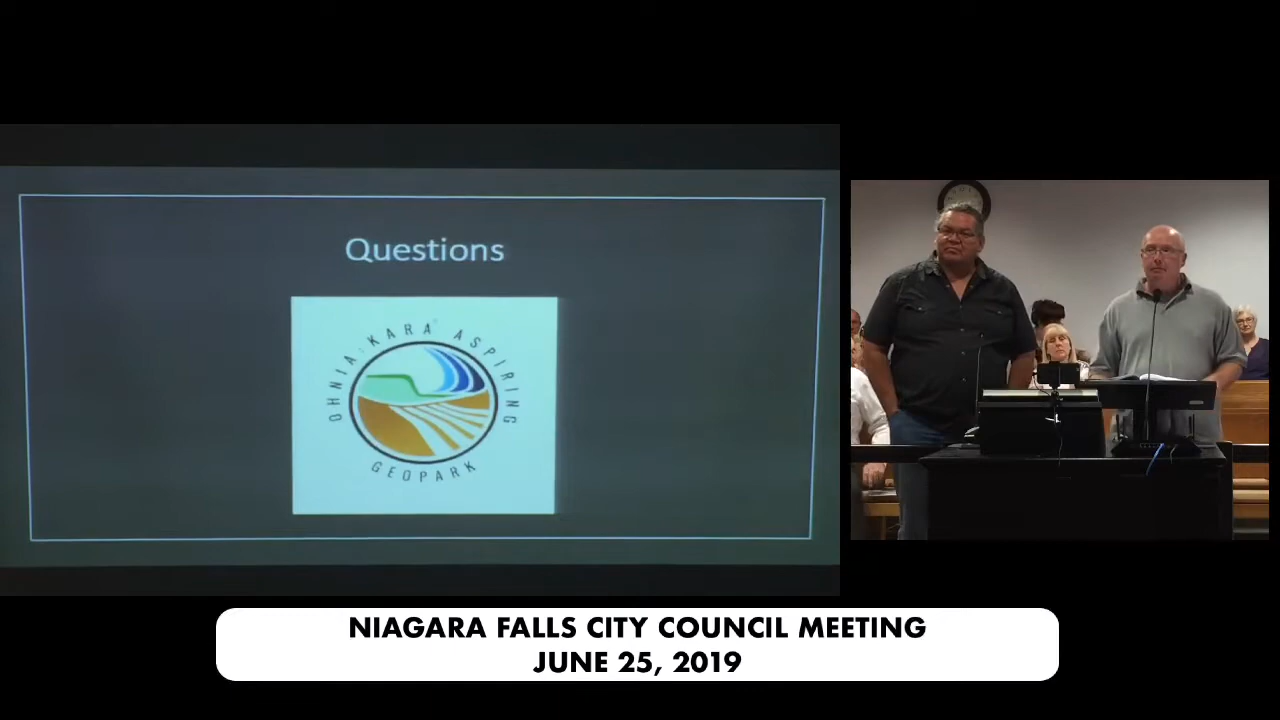 Questions
OHNIA KARA ASPIRING
GEOPARK
NIAGARA FALLS CITY COUNCIL MEETING
JUNE 25, 2019